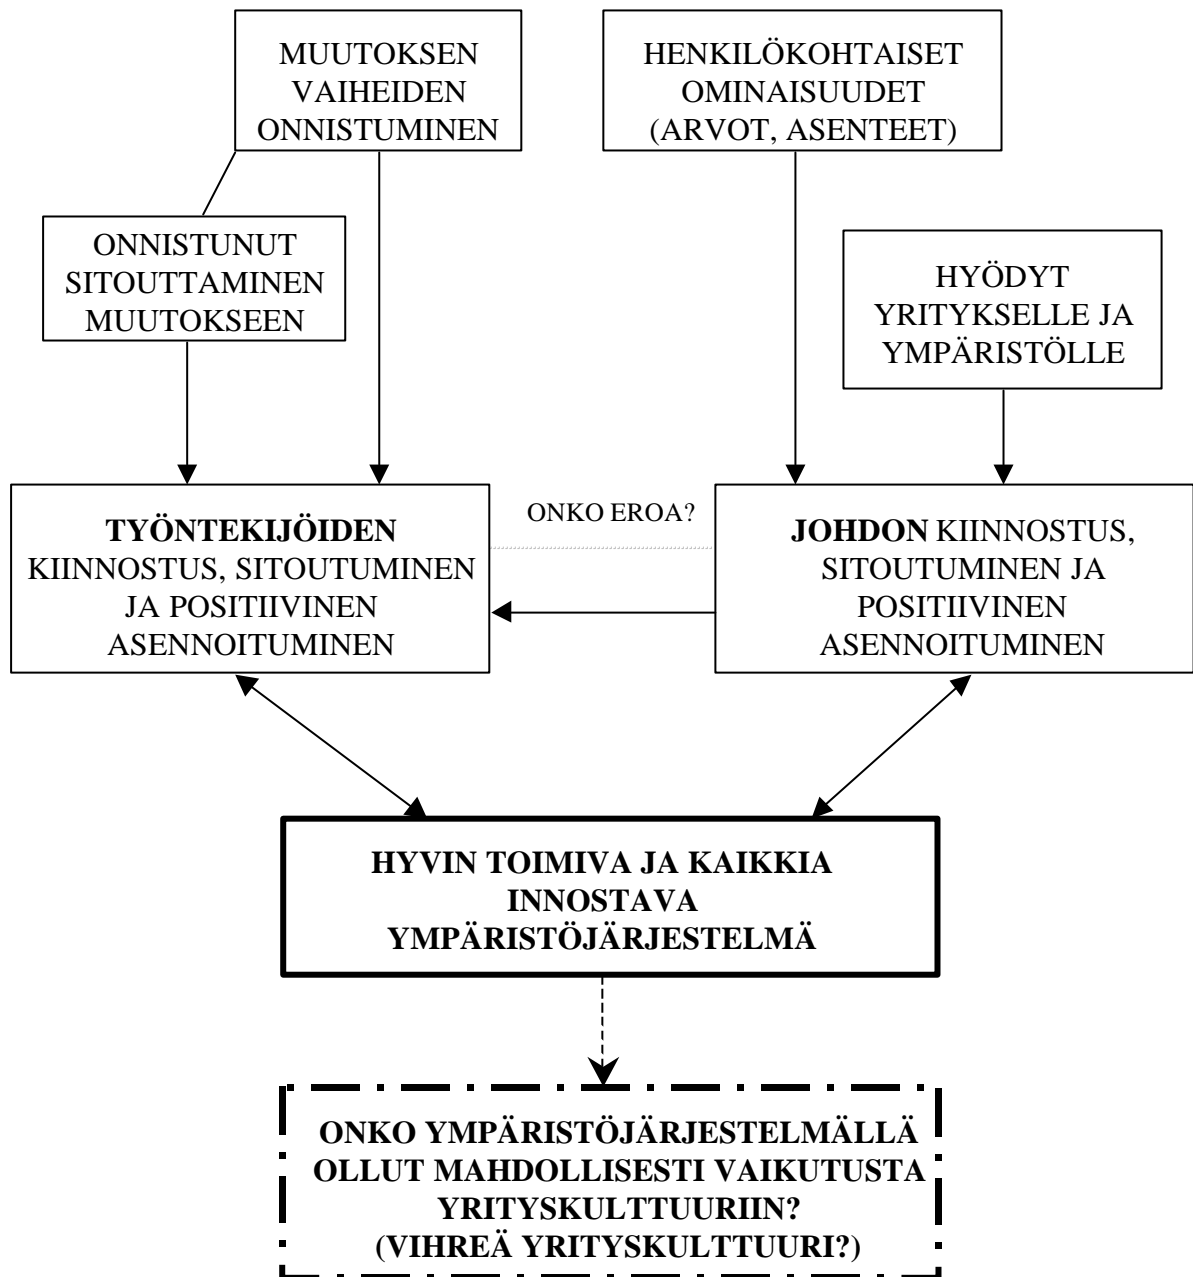 MUUTOKSEN
VAIHEIDEN
ONNISTUMINEN
HENKILÖKOHTAISET
OMINAISUUDET
(ARVOT, ASENTEET)
ONNISTUNUT
SITOUTTAMINEN
MUUTOKSEEN
HYÖDYT
YRITYKSELLE JA
YMPÄRISTÖLLE
TYÖNTEKIJÖIDEN
KIINNOSTUS, SITOUTUMINEN
JA POSITIIVINEN
ASENNOITUMINEN
ONKO EROA?
JOHDON KIINNOSTUS,
SITOUTUMINEN JA
POSITIIVINEN
ASENNOITUMINEN
HYVIN TOIMIVA JA KAIKKIA
INNOSTAVA
YMPÄRISTÖJÄRJESTELMÄ
ONKO YMPÄRISTÖJÄRJESTELMÄLLÄ
OLLUT MAHDOLLISESTI VAIKUTUSTA
YRITYSKULTTUURIIN?
(VIHREÄ YRITYSKULTTUURI?)